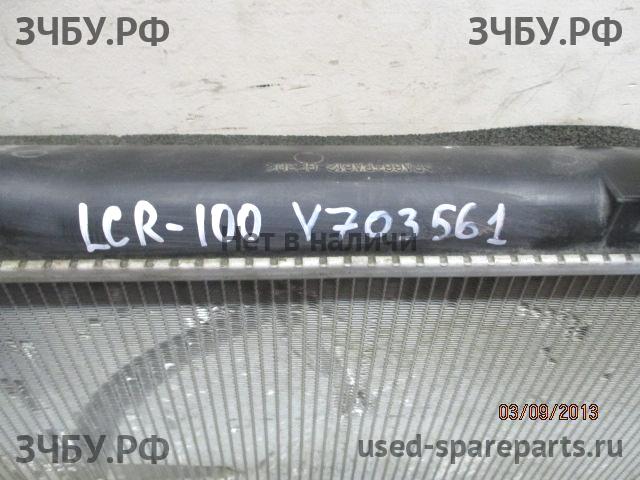 ЗЧБУ.РФ ЗЧБУ.РФ
LCR-100 Y703561
Нет в наличии
03/09/2013
ЗЧБУ.РФ used-spareparts.ru